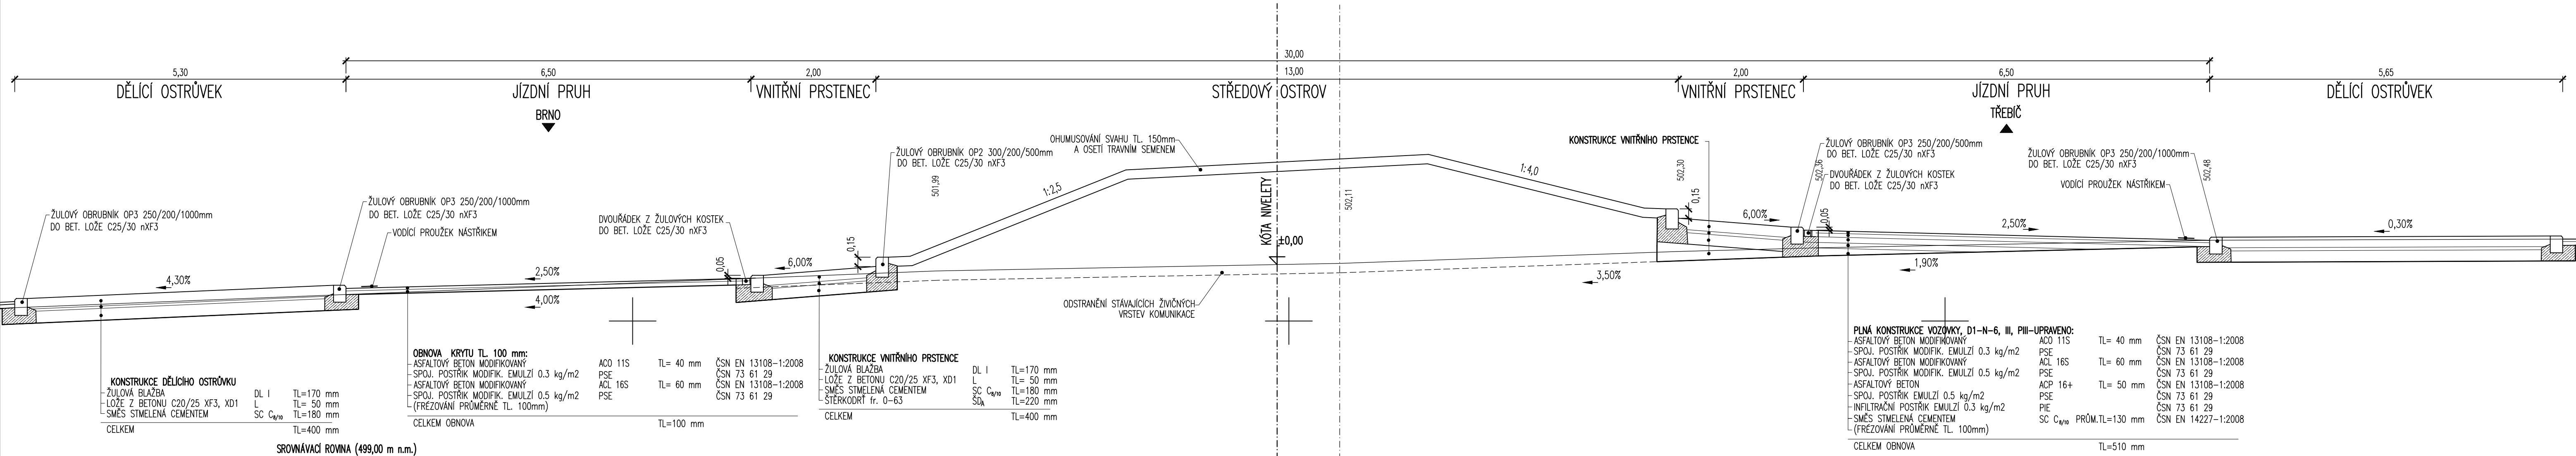 30,00
5,30
6,50
2,00
13,00
2,00
6,50
5,65
DĚLÍCÍ OSTRŮVEK
JÍZDNÍ PRUH
VNITŘNÍ PRSTENEC
STŘEDOVÝ OSTROV
VNITŘNÍ PRSTENEC
JÍZDNÍ PRUH
DĚLÍCÍ OSTRŮVEK
BRNO
TŘEBÍČ
ŽULOVÝ OBRUBNÍK OP3 250/200/1000mm
DO BET. LOŽE C25/30 nXF3
4,30%
ŽULOVÝ OBRUBNÍK OP3 250/200/1000mm
DO BET. LOŽE C25/30 nXF3
VODÍCÍ PROUŽEK NÁSTŘIKEM
2,50%
4,00%
DVOUŘÁDEK Z ŽULOVÝCH KOSTEK
DO BET. LOŽE C25/30 nXF3
0,05
6,00%
0,15
ŽULOVÝ OBRUBNÍK OP2 300/200/500mm
DO BET. LOŽE C25/30 nXF3
501,99
1:2,5
OHUMUSOVÁNÍ SVAHU TL. 150mm
A OSETÍ TRAVNÍM SEMENEM
KÓTA NIVELETY
±0,00
502,11
1:4,0
ODSTRANĚNÍ STÁVAJÍCÍCH ŽIVIČNÝCH
VRSTEV KOMUNIKACE
3,50%
KONSTRUKCE VNITŘNÍHO PRSTENCE
502,30
0,15
6,00%
ŽULOVÝ OBRUBNÍK OP3 250/200/500mm
DO BET. LOŽE C25/30 nXF3
502,36
DVOUŘÁDEK Z ŽULOVÝCH KOSTEK
DO BET. LOŽE C25/30 nXF3
0,05
2,50%
1,90%
ŽULOVÝ OBRUBNÍK OP3 250/200/1000mm
DO BET. LOŽE C25/30 nXF3
502,48
VODÍCÍ PROUŽEK NÁSTŘIKEM
0,30%
KONSTRUKCE DĚLÍCÍHO OSTRŮVKU
ŽULOVÁ BLAŽBA DL I TL=170 mm
LOŽE Z BETONU C20/25 XF3, XD1 L TL= 50 mm
SMĚS STMELENÁ CEMENTEM SC C8/10 TL=180 mm
CELKEM TL=400 mm
SROVNÁVACÍ ROVINA (499,00 m n.m.)
OBNOVA KRYTU TL. 100 mm:
ASFALTOVÝ BETON MODIFIKOVANÝ ACO 11S TL= 40 mm ČSN EN 13108-1:2008
SPOJ. POSTŘIK MODIFIK. EMULZÍ 0.3 kg/m2 PSE ČSN 73 61 29
ASFALTOVÝ BETON MODIFIKOVANÝ ACL 16S TL= 60 mm ČSN EN 13108-1:2008
SPOJ. POSTŘIK MODIFIK. EMULZÍ 0.5 kg/m2 PSE ČSN 73 61 29
(FRÉZOVÁNÍ PRŮMĚRNĚ TL. 100mm)
CELKEM OBNOVA TL=100 mm
KONSTRUKCE VNITŘNÍHO PRSTENCE
ŽULOVÁ BLAŽBA DL I TL=170 mm
LOŽE Z BETONU C20/25 XF3, XD1 L TL= 50 mm
SMĚS STMELENÁ CEMENTEM SC C8/10 TL=180 mm
ŠTĚRKODRŤ fr. 0-63 ŠDA TL=220 mm
CELKEM TL=400 mm
PLNÁ KONSTRUKCE VOZOVKY, D1-N-6, III, PIII-UPRAVENO:
ASFALTOVÝ BETON MODIFIKOVANÝ ACO 11S TL= 40 mm ČSN EN 13108-1:2008
SPOJ. POSTŘIK MODIFIK. EMULZÍ 0.3 kg/m2 PSE ČSN 73 61 29
ASFALTOVÝ BETON MODIFIKOVANÝ ACL 16S TL= 60 mm ČSN EN 13108-1:2008
SPOJ. POSTŘIK MODIFIK. EMULZÍ 0.5 kg/m2 PSE ČSN 73 61 29
ASFALTOVÝ BETON ACP 16+ TL= 50 mm ČSN EN 13108-1:2008
SPOJ. POSTŘIK EMULZÍ 0.5 kg/m2 PSE ČSN 73 61 29
INFILTRAČNÍ POSTŘIK EMULZÍ 0.3 kg/m2 PIE ČSN 73 61 29
SMĚS STMELENÁ CEMENTEM SC C8/10 PRŮM.TL=130 mm ČSN EN 14227-1:2008
(FRÉZOVÁNÍ PRŮMĚRNĚ TL. 100mm)
CELKEM OBNOVA TL=510 mm